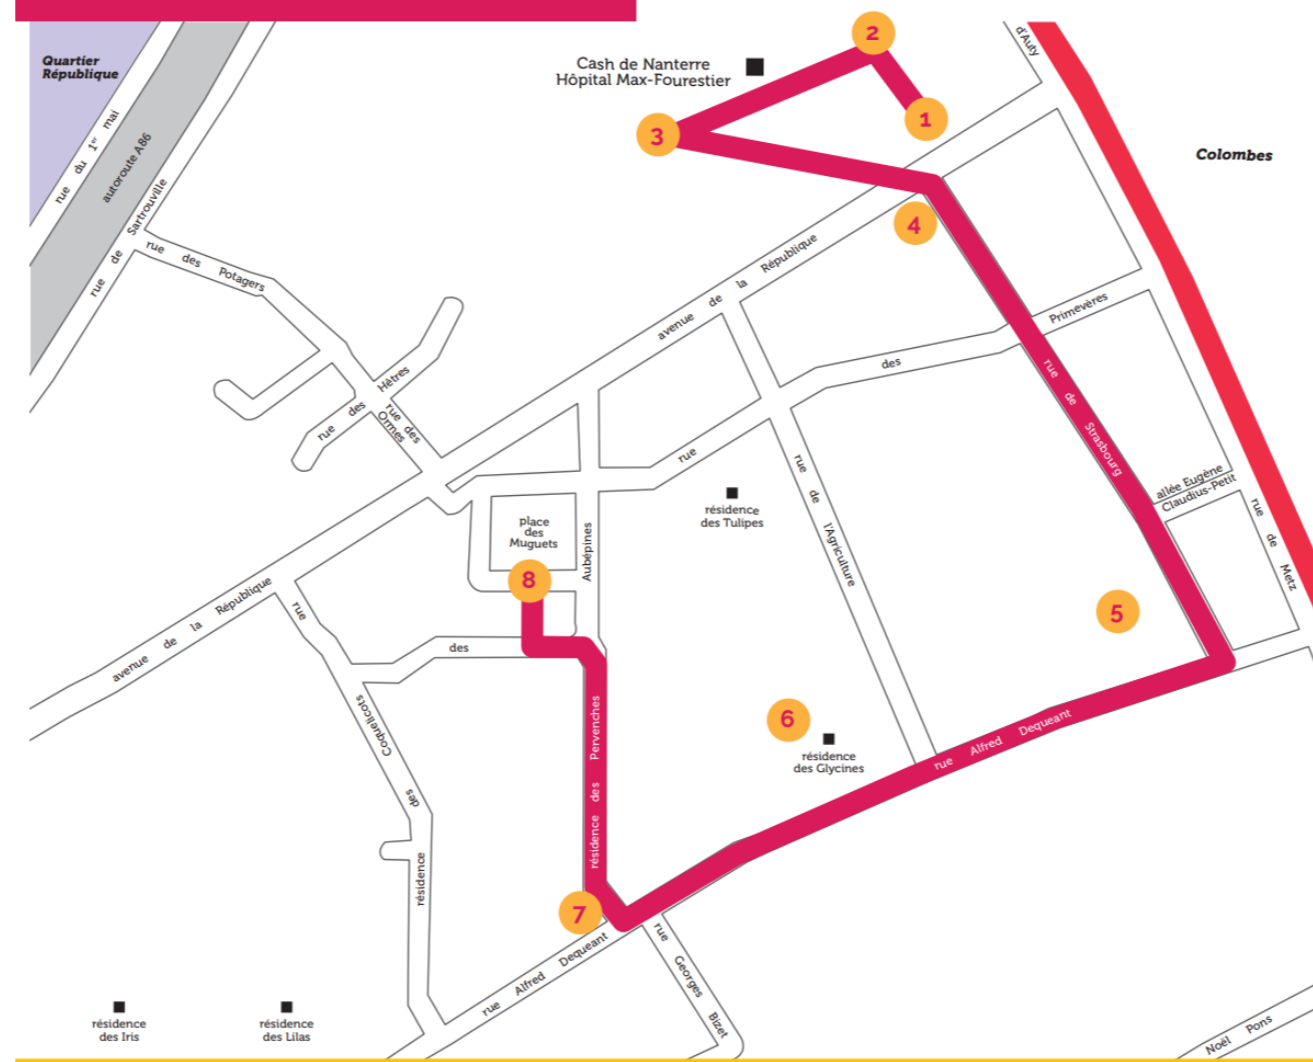 Quartier
République
rue du 1er mai
autoroute A86
rue de Sartrouville
rue des Potagers
Cash de Nanterre
Hôpital Max-Fourestier
2
1
3
4
d'Auty
Colombes
avenue de la République
rue des Primevères
rue des Hêtres
rue des
Ormes
rue de Strasbourg
allée Eugène
Claudius-Petit
rue de Metz
résidence
des Tulipes
rue de l'Agriculture
place
des
Muguets
Aubépines
8
des
5
avenue de la République
rue
résidence des Coquelicots
résidence des Pervenches
6
résidence
des Glycines
rue Alfred Dequeant
7
rue Alfred Dequeant
rue Georges Bizet
résidence
des Iris
résidence
des Lilas
Noël Pons